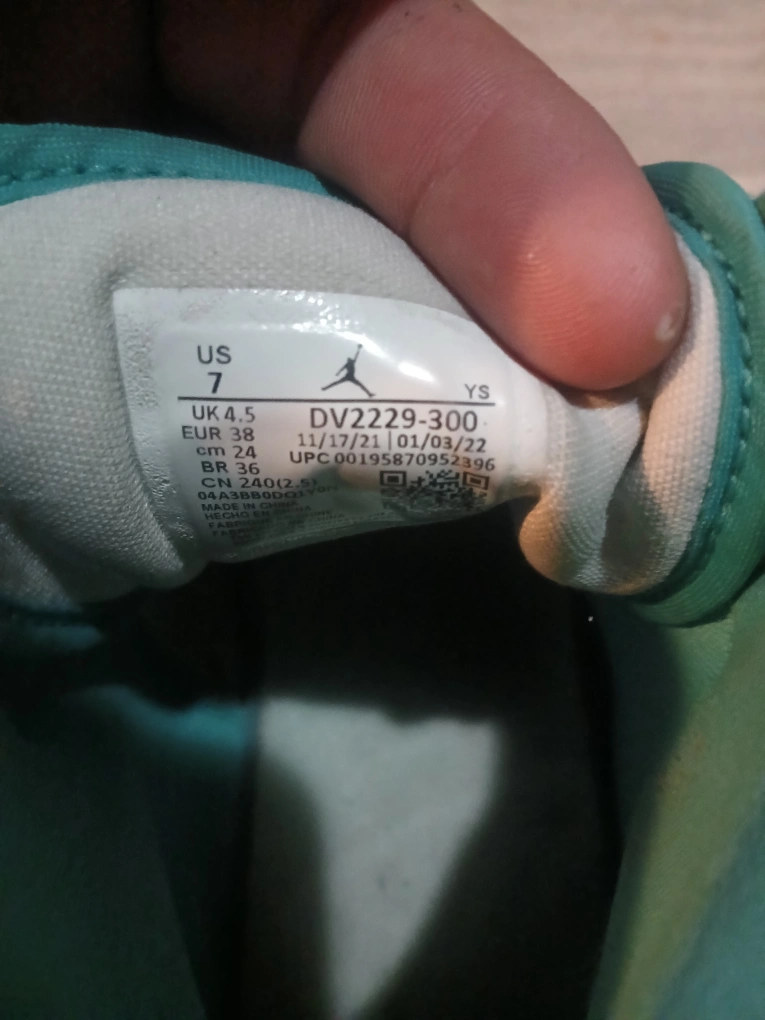 US
7
YS
UK 4.5
EUR 38
cm 24
BR 36
CN 240(2.5)
DV2229-300
11/17/21 | 01/03/22
UPC 00195870952396
MADE IN CHINA
HECHO EN CHINA